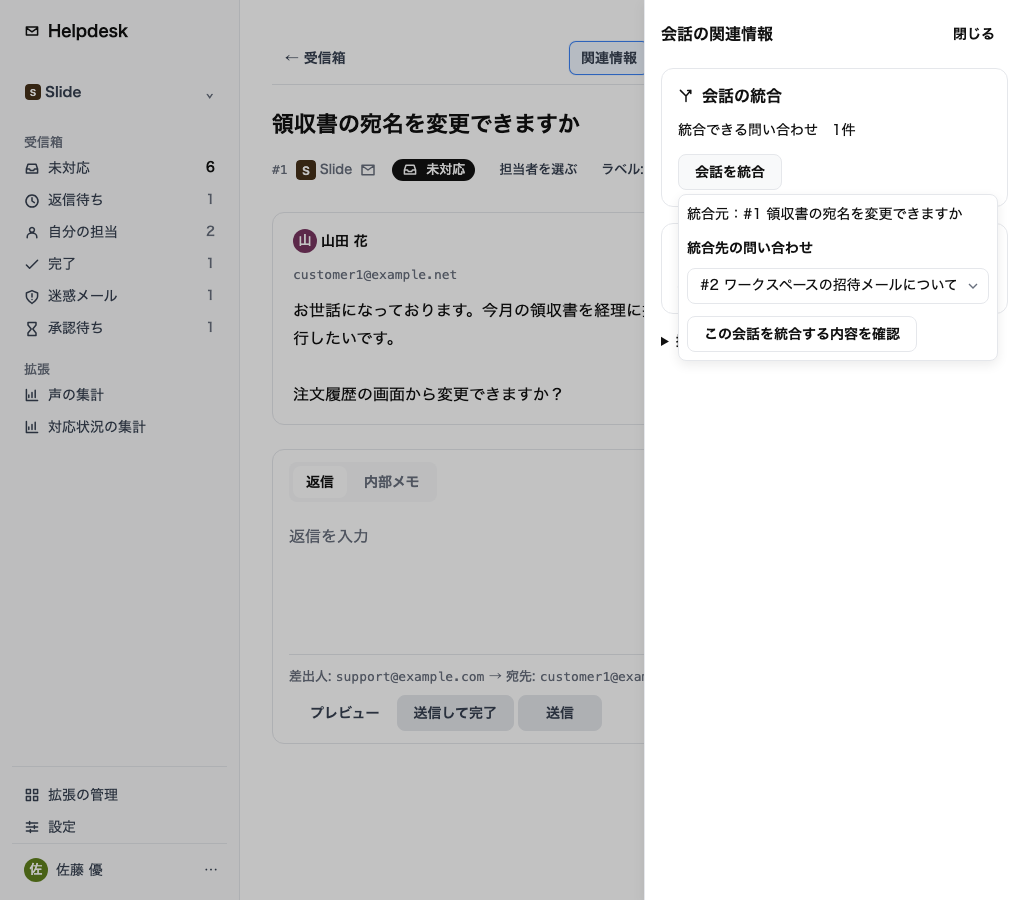 Helpdesk
S Slide
受信箱
未対応 6
返信待ち 1
自分の担当 2
完了 1
迷惑メール 1
承認待ち 1
拡張
声の集計
対応状況の集計
拡張の管理
設定
佐 佐藤 優 …
← 受信箱
関連情報
領収書の宛名を変更できますか
#1 S Slide 未対応 担当者を選ぶ ラベル:
山 山田 花
customer1@example.net
お世話になっております。今月の領収書を経理に
行したいです。
注文履歴の画面から変更できますか？
返信 内部メモ
返信を入力
差出人: support@example.com → 宛先: customer1@exa
プレビュー 送信して完了 送信
会話の関連情報 閉じる
会話の統合
統合できる問い合わせ 1件
会話を統合
統合元：#1 領収書の宛名を変更できますか
統合先の問い合わせ
#2 ワークスペースの招待メールについて
この会話を統合する内容を確認